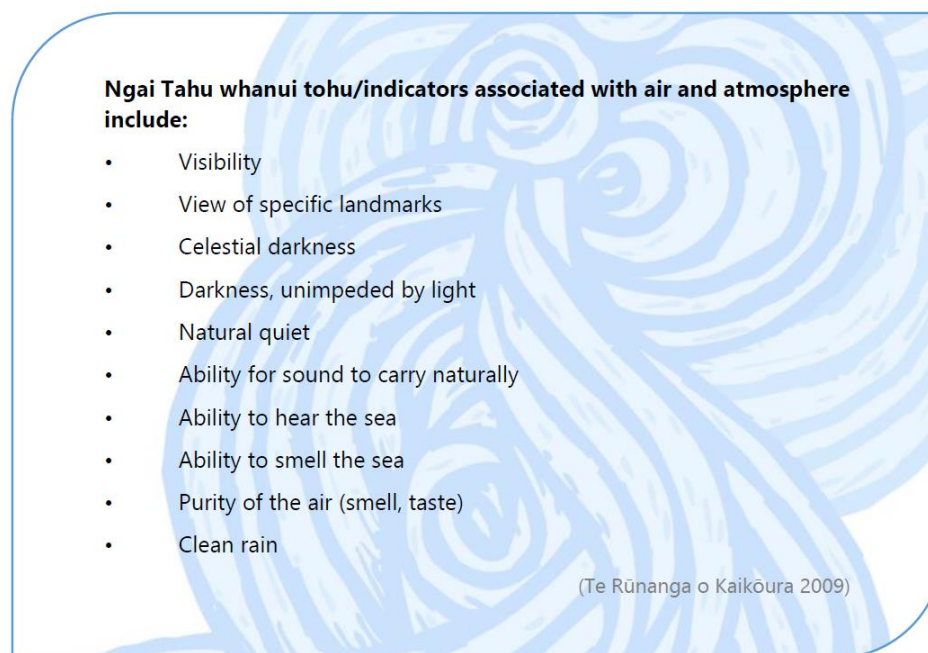 Ngai Tahu whanui tohu/indicators associated with air and atmosphere
include:
• Visibility
• View of specific landmarks
• Celestial darkness
• Darkness, unimpeded by light
• Natural quiet
• Ability for sound to carry naturally
• Ability to hear the sea
• Ability to smell the sea
• Purity of the air (smell, taste)
• Clean rain
(Te Rūnanga o Kaikōura 2009)